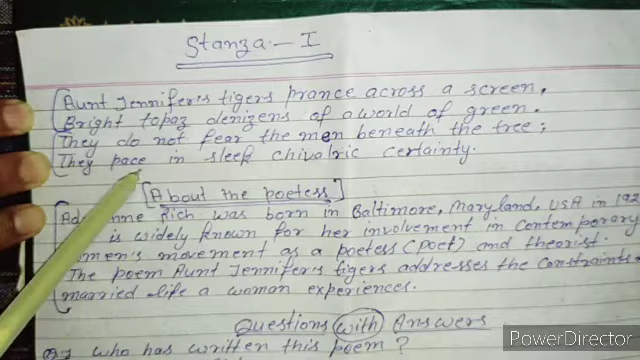 Stanza - I
Aunt Jennifer's tigers prance across a screen,
Bright topaz denizens of a world of green.
They do not fear the men beneath the tree;
They pace in sleek chivalric certainty.
[About the poetess]
Rich was born in Baltimore, Maryland, USA in 192
is widely known for her involvement in contemporary
movement as a poetess (poet) and theorist.
The poem Aunt Jennifer's tigers addresses the constraints
married life a woman experiences.
Questions with Answers
who has written this poem?
Made with
PowerDirector